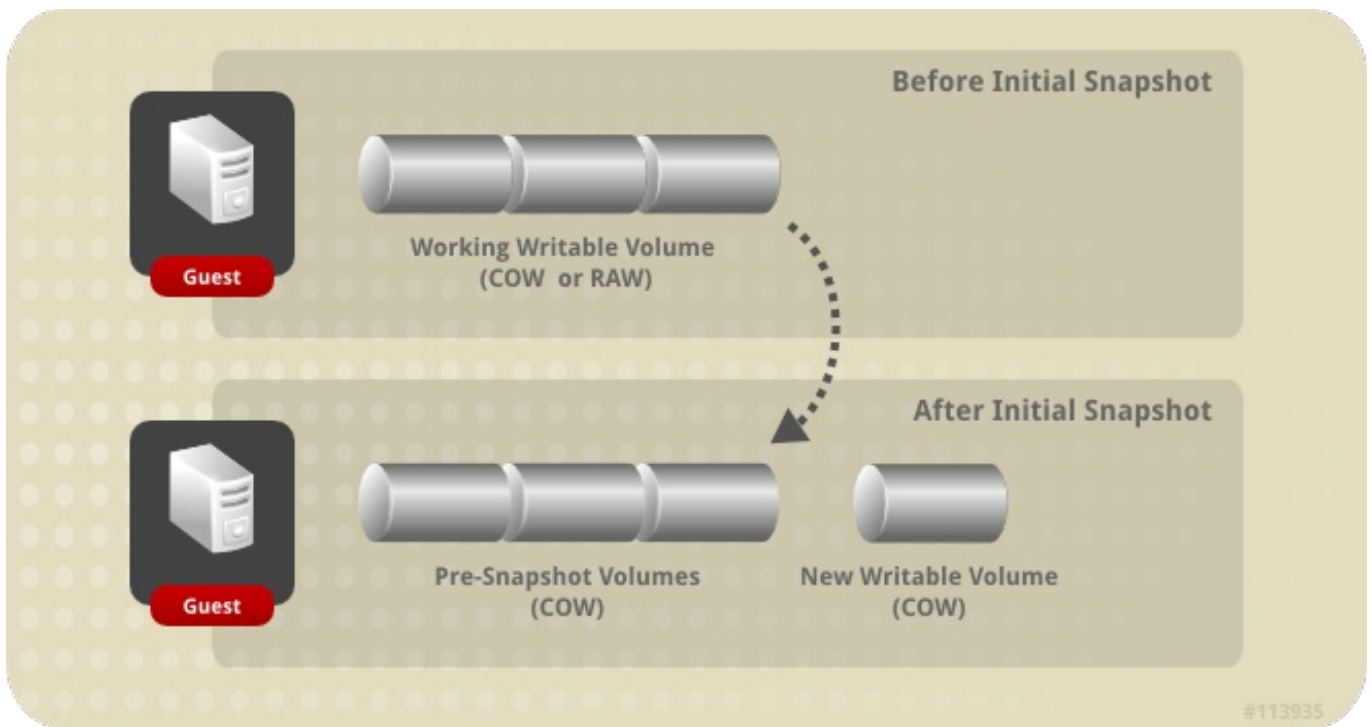 Before Initial Snapshot
Guest
Working Writable Volume
(COW  or RAW)
After Initial Snapshot
Guest
Pre-Snapshot Volumes
(COW)
New Writable Volume
(COW)
#113935